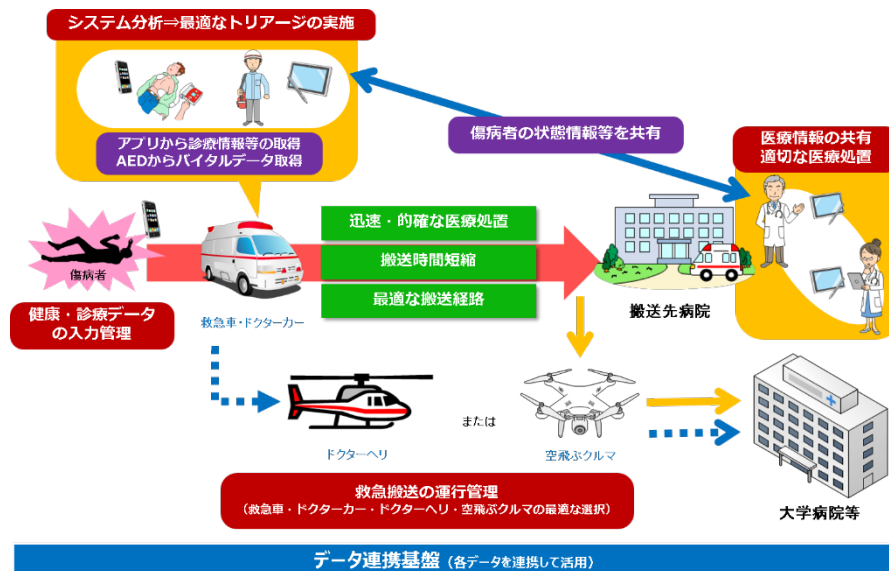 システム分析⇒最適なトリアージの実施
アプリから診療情報等の取得
AEDからバイタルデータ取得
傷病者の状態情報等を共有
医療情報の共有
適切な医療処置
迅速・的確な医療処置
搬送時間短縮
最適な搬送経路
傷病者
健康・診療データ
の入力管理
救急車・ドクターカー
搬送先病院
または
ドクターヘリ
空飛ぶクルマ
大学病院等
救急搬送の運行管理
（救急車・ドクターカー・ドクターヘリ・空飛ぶクルマの最適な選択）
データ連携基盤（各データを連携して活用）